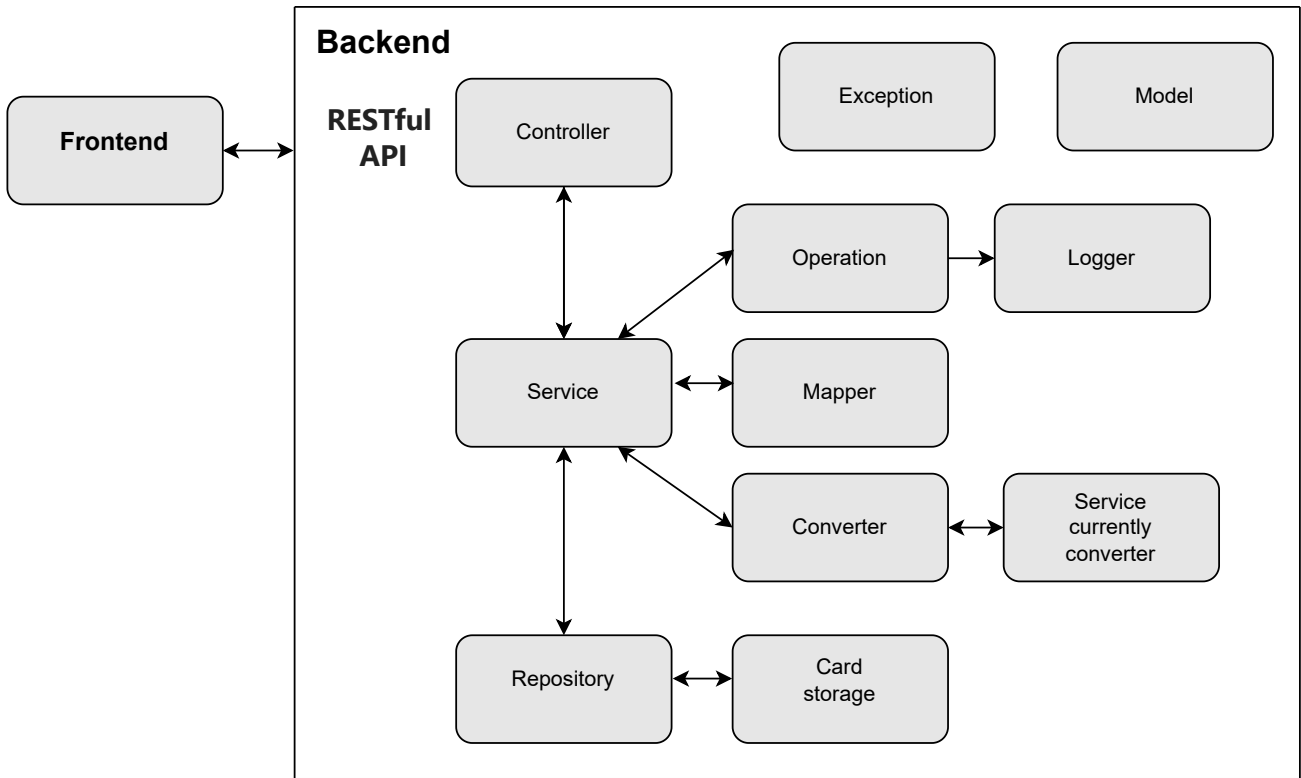 Backend
Exception
Model
Frontend
RESTful
API
Controller
Operation
Logger
Service
Mapper
Converter
Service
currently
converter
Repository
Card
storage